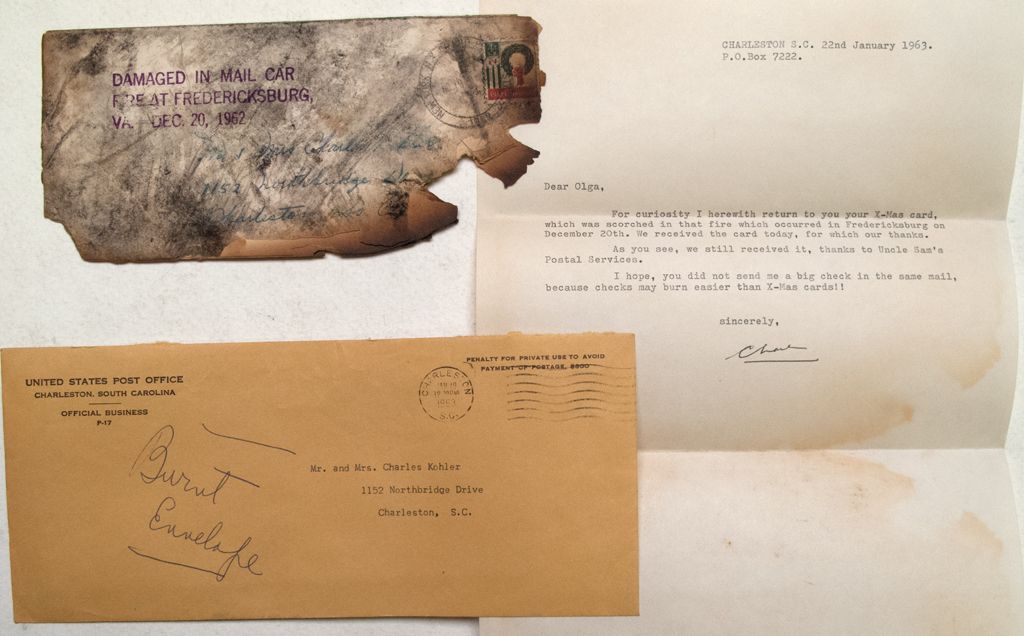 DAMAGED IN MAIL CAR
FIRE AT FREDERICKSBURG,
VA. DEC. 20, 1962
Mrs Charles
1152 Northbridge Dr
Charleston
CHARLESTON S.C. 22nd January 1963.
P.O.Box 7222.
Dear Olga,
For curiosity I herewith return to you your X-Mas card,
which was scorched in that fire which occurred in Fredericksburg on
December 20th. We received the card today, for which our thanks.
As you see, we still received it, thanks to Uncle Sam's
Postal Services.
I hope, you did not send me a big check in the same mail,
because checks may burn easier than X-Mas cards!!
sincerely,
UNITED STATES POST OFFICE
CHARLESTON, SOUTH CAROLINA
OFFICIAL BUSINESS
P-17
CHARLESTON
1963
S.C.
PENALTY FOR PRIVATE USE TO AVOID
PAYMENT OF POSTAGE, $300
Burnt
Envelope
Mr. and Mrs. Charles Kohler
1152 Northbridge Drive
Charleston, S.C.